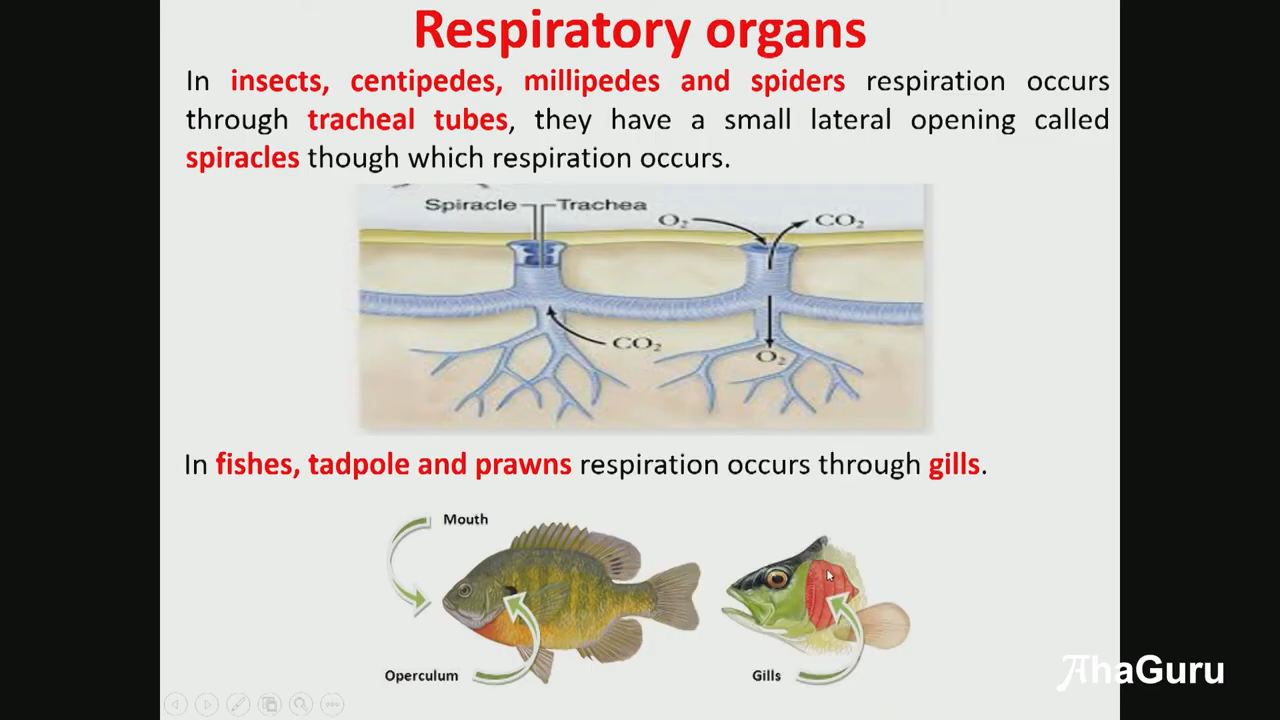 Respiratory organs
In insects, centipedes, millipedes and spiders respiration occurs
through tracheal tubes, they have a small lateral opening called
spiracles though which respiration occurs.
Spiracle Trachea O₂ CO₂
CO₂ O₂
In fishes, tadpole and prawns respiration occurs through gills.
Mouth
Operculum Gills
AhaGuru